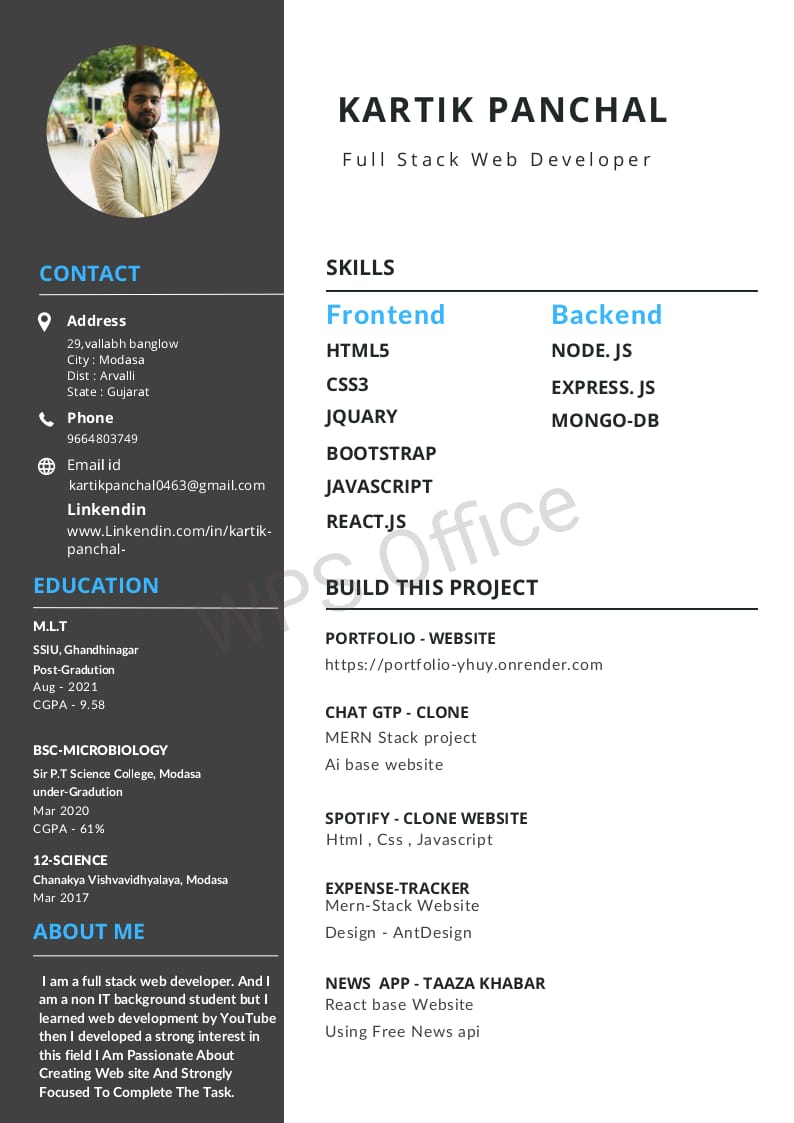 KARTIK PANCHAL
Full Stack Web Developer
CONTACT
Address
29,vallabh banglow
City : Modasa
Dist : Arvalli
State : Gujarat
Phone
9664803749
Email id
kartikpanchal0463@gmail.com
Linkendin
www.Linkendin.com/in/kartik-
panchal-
EDUCATION
M.L.T
SSIU, Ghandhinagar
Post-Gradution
Aug - 2021
CGPA - 9.58
BSC-MICROBIOLOGY
Sir P.T Science College, Modasa
under-Gradution
Mar 2020
CGPA - 61%
12-SCIENCE
Chanakya Vishvavidhyalaya, Modasa
Mar 2017
ABOUT ME
I am a full stack web developer. And I
am a non IT background student but I
learned web development by YouTube
then I developed a strong interest in
this field I Am Passionate About
Creating Web site And Strongly
Focused To Complete The Task.
SKILLS
Frontend
HTML5
CSS3
JQUARY
BOOTSTRAP
JAVASCRIPT
REACT.JS
Backend
NODE. JS
EXPRESS. JS
MONGO-DB
BUILD THIS PROJECT
PORTFOLIO - WEBSITE
https://portfolio-yhuy.onrender.com
CHAT GTP - CLONE
MERN Stack project
Ai base website
SPOTIFY - CLONE WEBSITE
Html , Css , Javascript
EXPENSE-TRACKER
Mern-Stack Website
Design - AntDesign
NEWS  APP - TAAZA KHABAR
React base Website
Using Free News api
WPS Office